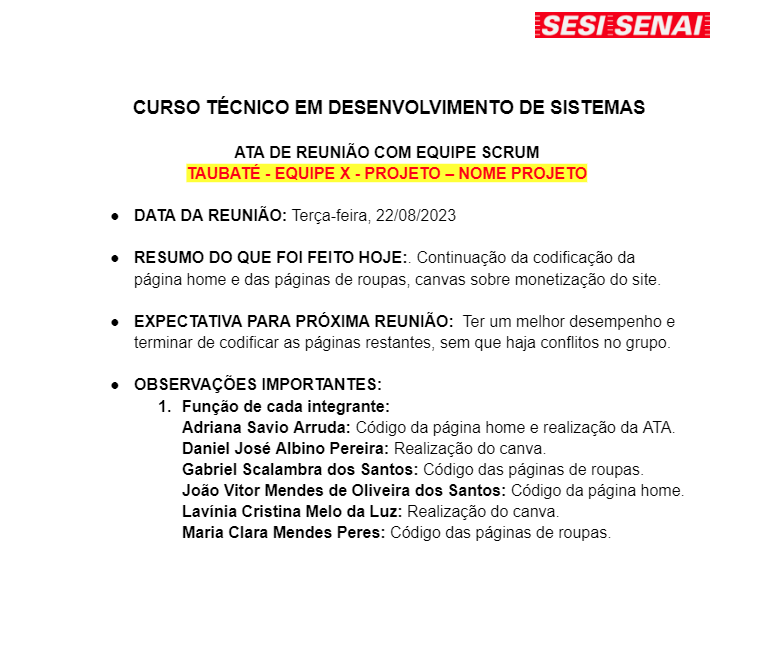 SESI SENAI
CURSO TÉCNICO EM DESENVOLVIMENTO DE SISTEMAS
ATA DE REUNIÃO COM EQUIPE SCRUM
TAUBATÉ - EQUIPE X - PROJETO – NOME PROJETO
● DATA DA REUNIÃO: Terça-feira, 22/08/2023
● RESUMO DO QUE FOI FEITO HOJE:. Continuação da codificação da
página home e das páginas de roupas, canvas sobre monetização do site.
● EXPECTATIVA PARA PRÓXIMA REUNIÃO: Ter um melhor desempenho e
terminar de codificar as páginas restantes, sem que haja conflitos no grupo.
● OBSERVAÇÕES IMPORTANTES:
1. Função de cada integrante:
Adriana Savio Arruda: Código da página home e realização da ATA.
Daniel José Albino Pereira: Realização do canva.
Gabriel Scalambra dos Santos: Código das páginas de roupas.
João Vitor Mendes de Oliveira dos Santos: Código da página home.
Lavínia Cristina Melo da Luz: Realização do canva.
Maria Clara Mendes Peres: Código das páginas de roupas.